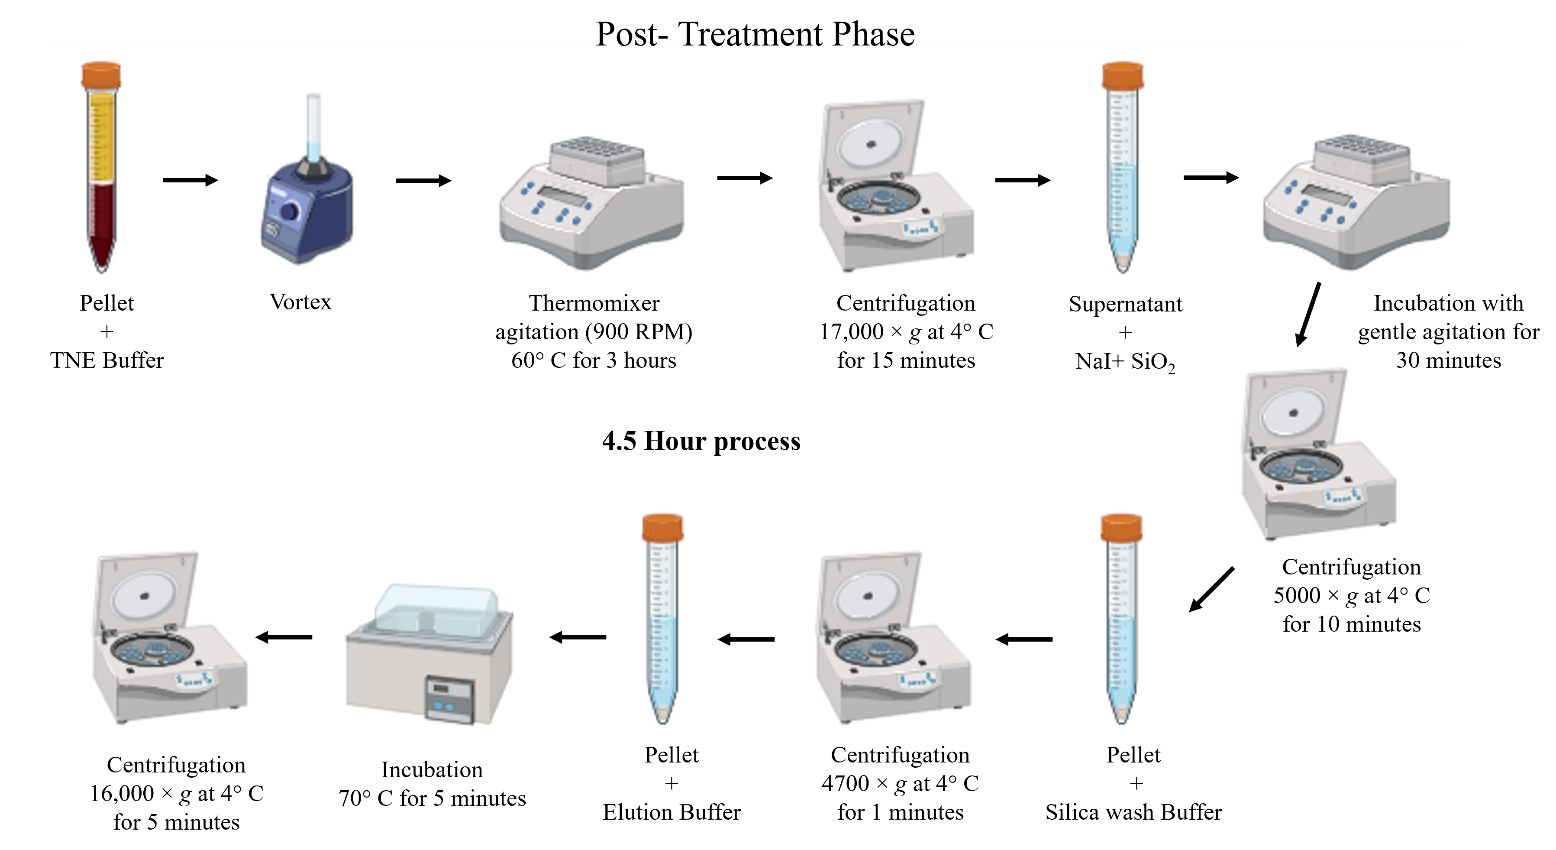 Post- Treatment Phase
Pellet
+
TNE Buffer
Vortex
Thermomixer
agitation (900 RPM)
60° C for 3 hours
Centrifugation
17,000 × g at 4° C
for 15 minutes
Supernatant
+
NaI+ SiO₂
Incubation with
gentle agitation for
30 minutes
4.5 Hour process
Centrifugation
5000 × g at 4° C
for 10 minutes
Pellet
+
Silica wash Buffer
Centrifugation
4700 × g at 4° C
for 1 minutes
Pellet
+
Elution Buffer
Incubation
70° C for 5 minutes
Centrifugation
16,000 × g at 4° C
for 5 minutes